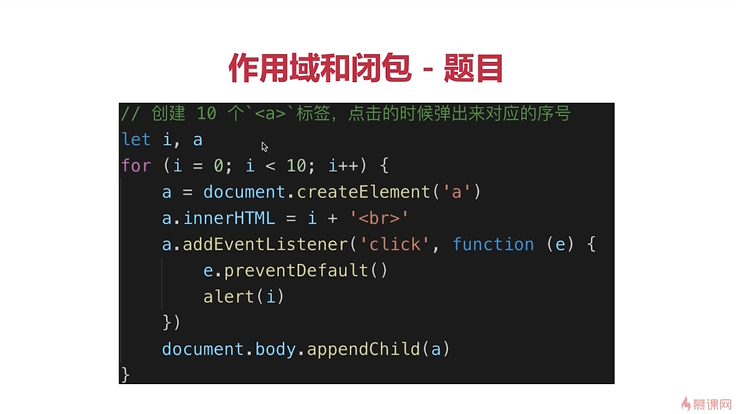 作用域和闭包 - 题目
// 创建 10 个`<a>`标签，点击的时候弹出来对应的序号
let i, a
for (i = 0; i < 10; i++) {
    a = document.createElement('a')
    a.innerHTML = i + '<br>'
    a.addEventListener('click', function (e) {
        e.preventDefault()
        alert(i)
    })
    document.body.appendChild(a)
}
慕课网